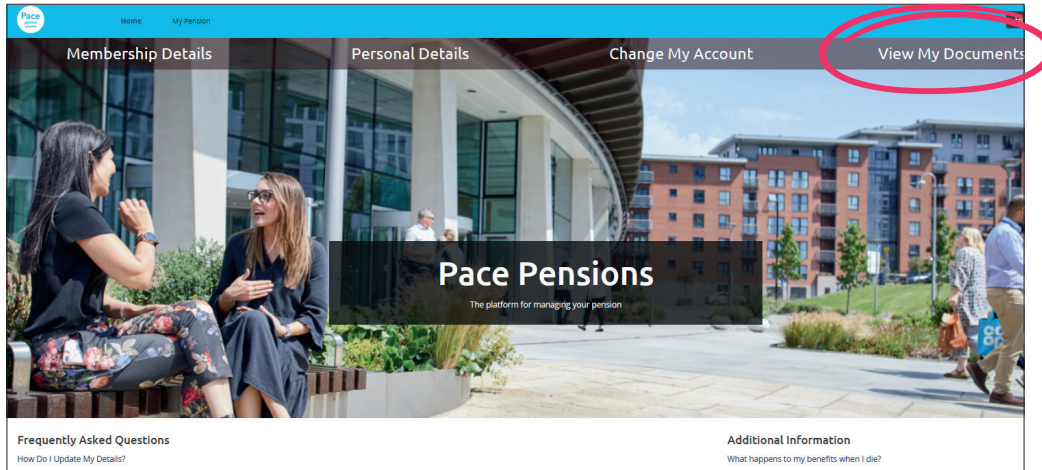 Pace
pension
scheme
Home My Pension
Membership Details Personal Details Change My Account View My Documents
Pace Pensions
The platform for managing your pension
Frequently Asked Questions Additional Information
How Do I Update My Details? What happens to my benefits when I die?